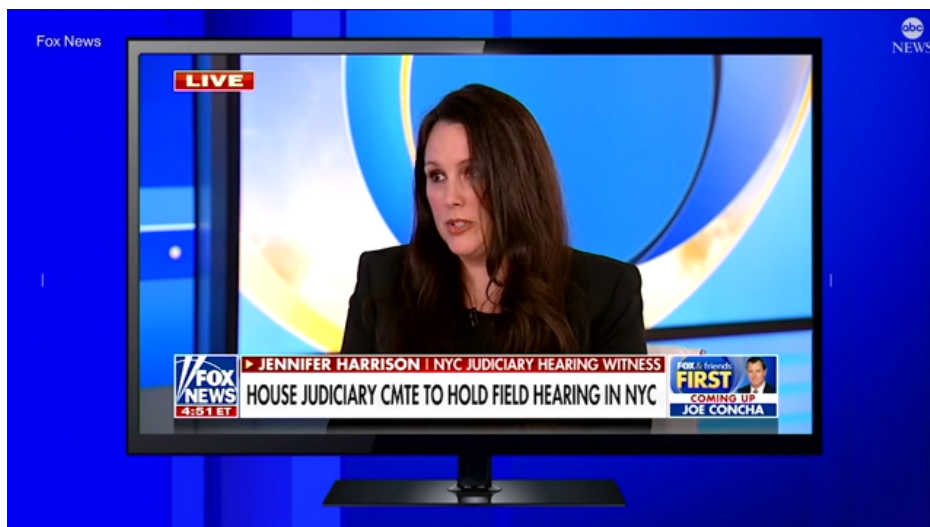 Fox News
abc
NEWS
LIVE
JENNIFER HARRISON | NYC JUDICIARY HEARING WITNESS
HOUSE JUDICIARY CMTE TO HOLD FIELD HEARING IN NYC
FOX
NEWS
4:51 ET
FOX & friends
FIRST
COMING UP
JOE CONCHA